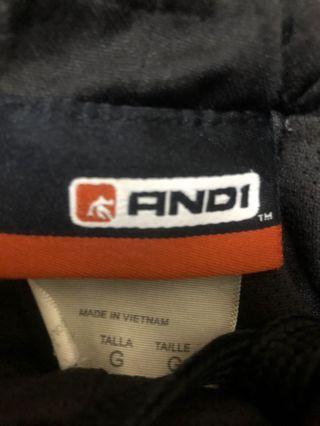 AND1 ™
MADE IN VIETNAM
TALLA TAILLE
G G